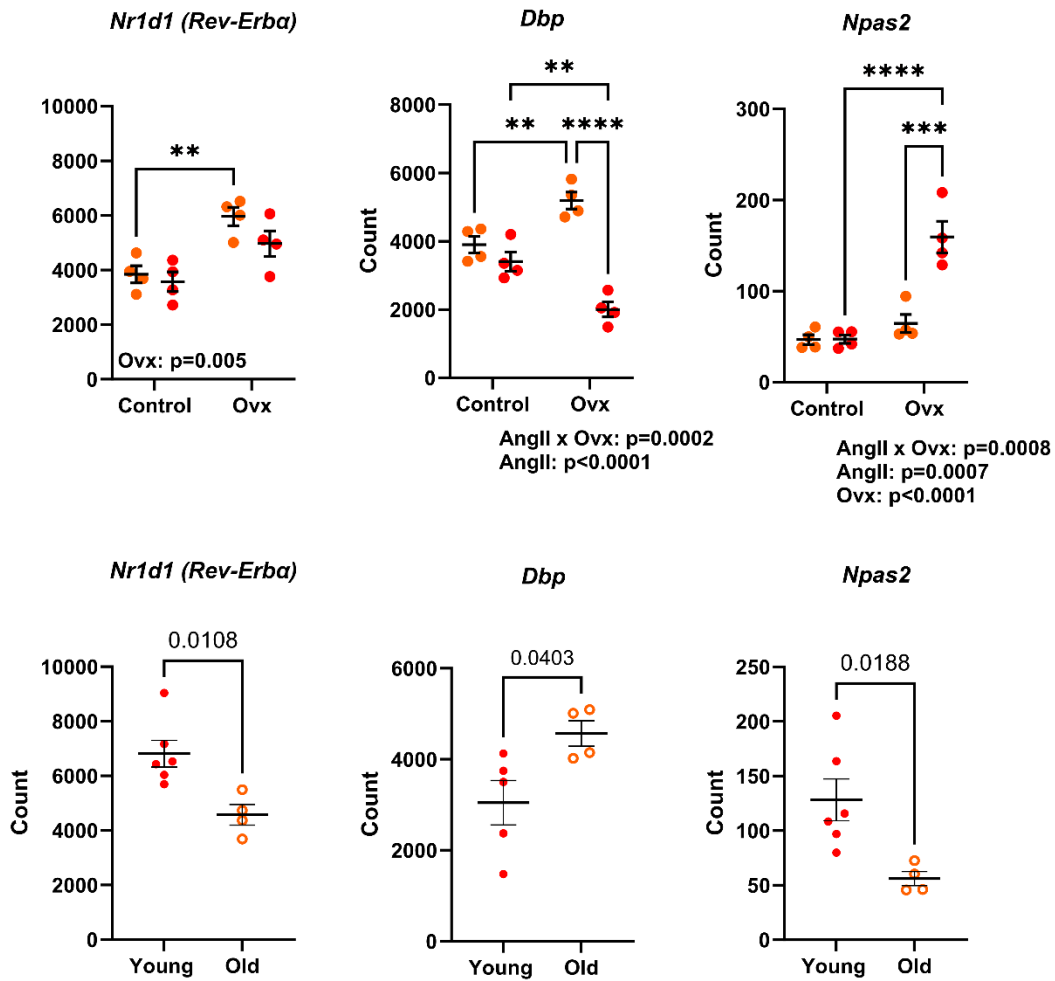 Nr1d1 (Rev-Erbα)
10000
8000
6000
4000
2000
0
**
Ovx: p=0.005
Control Ovx
Dbp
Count
8000
6000
4000
2000
0
**
** ****
Control Ovx
AngII x Ovx: p=0.0002
AngII: p<0.0001
Npas2
Count
300
200
100
0
****
***
Control Ovx
AngII x Ovx: p=0.0008
AngII: p=0.0007
Ovx: p<0.0001
Nr1d1 (Rev-Erbα)
Count
10000
8000
6000
4000
2000
0
0.0108
Young Old
Dbp
Count
6000
4000
2000
0
0.0403
Young Old
Npas2
Count
250
200
150
100
50
0
0.0188
Young Old